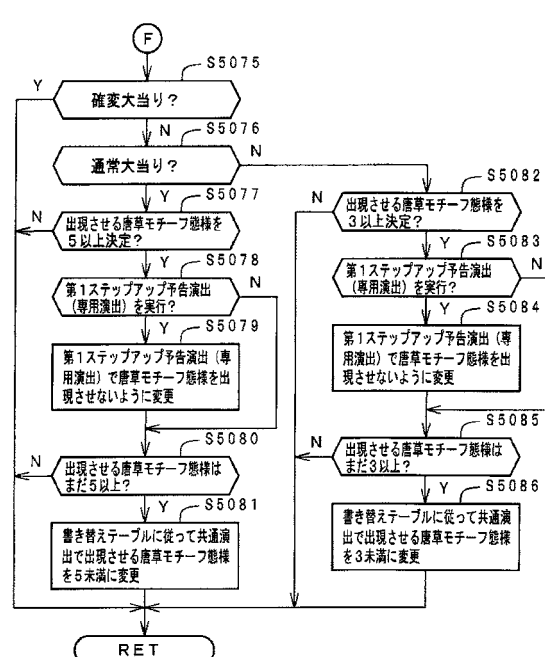 F
S5075
Y
確変大当り？
N
S5076
通常大当り？
N
Y
S5077
N
出現させる唐草モチーフ態様を
5以上決定？
Y
S5078
第1ステップアップ予告演出
（専用演出）を実行？
N
Y
S5079
第1ステップアップ予告演出（専
用演出）で唐草モチーフ態様を出
現させないように変更
S5080
N
出現させる唐草モチーフ態様は
まだ5以上？
Y
S5081
書き替えテーブルに従って共通演
出で出現させる唐草モチーフ態様
を5未満に変更
S5082
N
出現させる唐草モチーフ態様を
3以上決定？
Y
S5083
第1ステップアップ予告演出
（専用演出）を実行？
N
Y
S5084
第1ステップアップ予告演出（専
用演出）で唐草モチーフ態様を出
現させないように変更
S5085
N
出現させる唐草モチーフ態様は
まだ3以上？
Y
S5086
書き替えテーブルに従って共通演
出で出現させる唐草モチーフ態様
を3未満に変更
RET